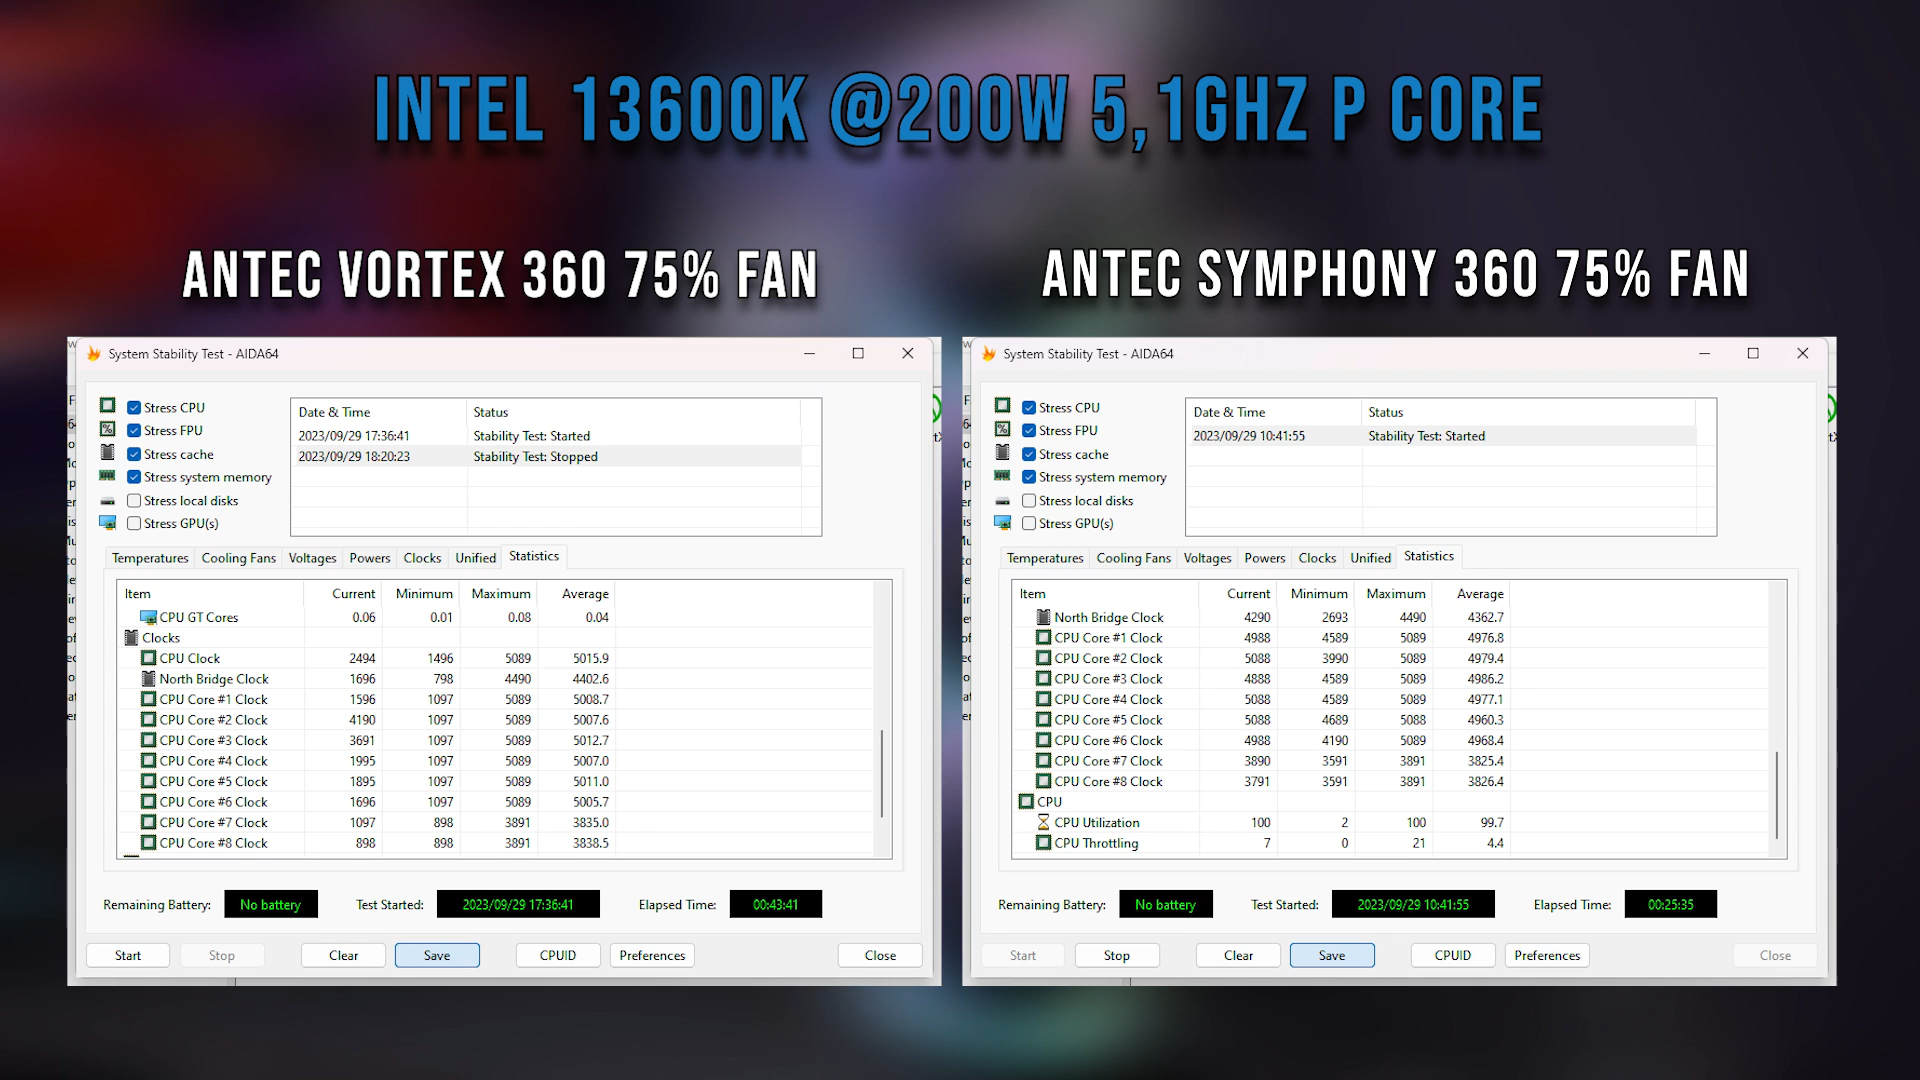 INTEL 13600K @200W 5,1GHZ P CORE
ANTEC VORTEX 360 75% FAN
System Stability Test - AIDA64
Stress CPU
Stress FPU
Stress cache
Stress system memory
Stress local disks
Stress GPU(s)
Date & Time Status
2023/09/29 17:36:41 Stability Test: Started
2023/09/29 18:20:23 Stability Test: Stopped
Temperatures Cooling Fans Voltages Powers Clocks Unified Statistics
Item Current Minimum Maximum Average
CPU GT Cores 0.06 0.01 0.08 0.04
Clocks
CPU Clock 2494 1496 5089 5015.9
North Bridge Clock 1696 798 4490 4402.6
CPU Core #1 Clock 1596 1097 5089 5008.7
CPU Core #2 Clock 4190 1097 5089 5007.6
CPU Core #3 Clock 3691 1097 5089 5012.7
CPU Core #4 Clock 1995 1097 5089 5007.0
CPU Core #5 Clock 1895 1097 5089 5011.0
CPU Core #6 Clock 1696 1097 5089 5005.7
CPU Core #7 Clock 1097 898 3891 3835.0
CPU Core #8 Clock 898 898 3891 3838.5
Remaining Battery: No battery Test Started: 2023/09/29 17:36:41 Elapsed Time: 00:43:41
Start Stop Clear Save CPUID Preferences Close
ANTEC SYMPHONY 360 75% FAN
System Stability Test - AIDA64
Stress CPU
Stress FPU
Stress cache
Stress system memory
Stress local disks
Stress GPU(s)
Date & Time Status
2023/09/29 10:41:55 Stability Test: Started
Temperatures Cooling Fans Voltages Powers Clocks Unified Statistics
Item Current Minimum Maximum Average
North Bridge Clock 4290 2693 4490 4362.7
CPU Core #1 Clock 4988 4589 5089 4976.8
CPU Core #2 Clock 5088 3990 5089 4979.4
CPU Core #3 Clock 4888 4589 5089 4986.2
CPU Core #4 Clock 5088 4589 5089 4977.1
CPU Core #5 Clock 5088 4689 5088 4960.3
CPU Core #6 Clock 4988 4190 5089 4968.4
CPU Core #7 Clock 3890 3591 3891 3825.4
CPU Core #8 Clock 3791 3591 3891 3826.4
CPU
CPU Utilization 100 2 100 99.7
CPU Throttling 7 0 21 4.4
Remaining Battery: No battery Test Started: 2023/09/29 10:41:55 Elapsed Time: 00:25:35
Start Stop Clear Save CPUID Preferences Close